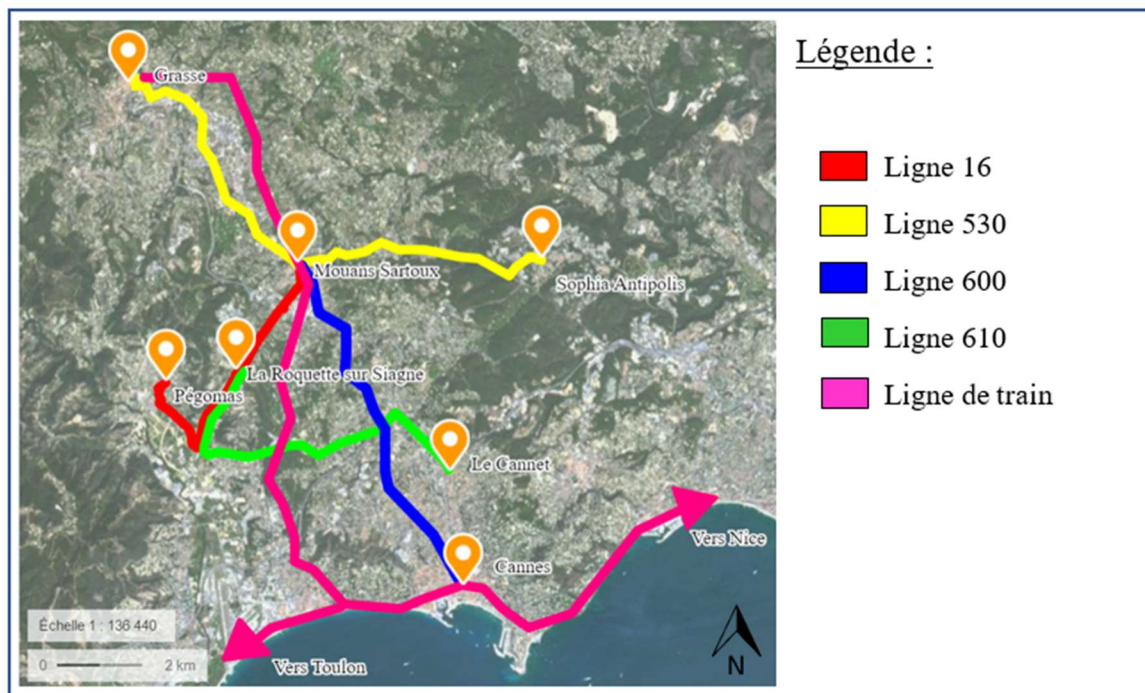 Légende :
Grasse
Ligne 16
Ligne 530
Mouans Sartoux
Sophia Antipolis
Ligne 600
Ligne 610
La Roquette sur Siagne
Pégomas
Ligne de train
Le Cannet
Vers Nice
Cannes
Échelle 1 : 136 440
0 2 km
Vers Toulon
N